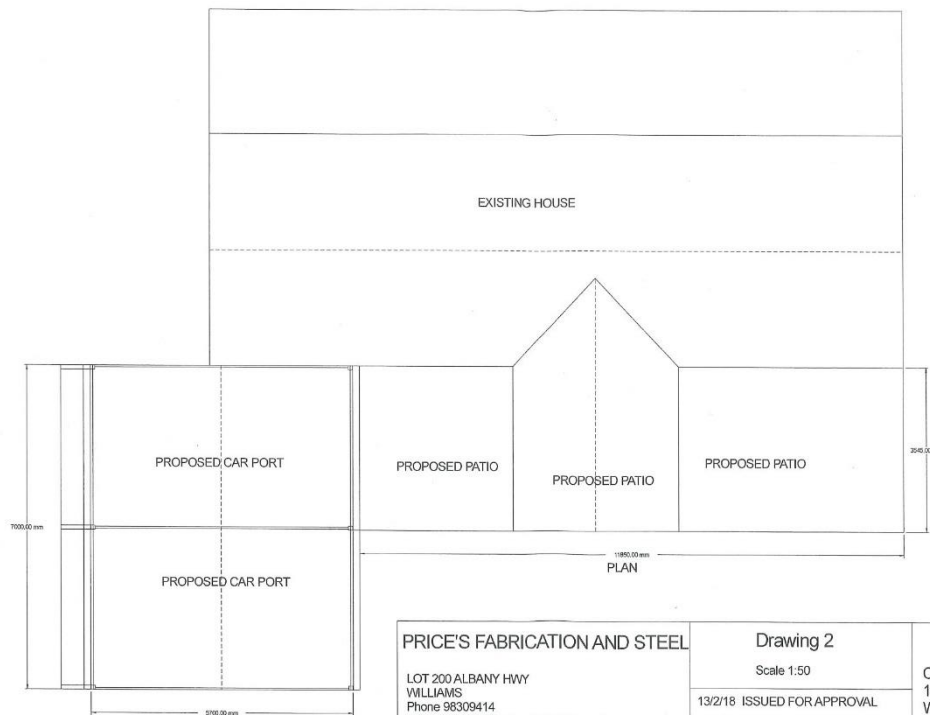 EXISTING HOUSE
PROPOSED CAR PORT
PROPOSED PATIO
PROPOSED PATIO
PROPOSED PATIO
3545.00
7000.00 mm
11850.00 mm
PLAN
PROPOSED CAR PORT
5700.00 mm
PRICE'S FABRICATION AND STEEL
LOT 200 ALBANY HWY
WILLIAMS
Phone 98309414
Drawing 2
Scale 1:50
13/2/18 ISSUED FOR APPROVAL